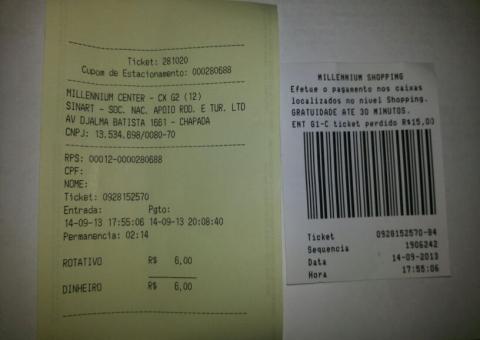 Ticket: 281020
Cupom de Estacionamento: 000280688
MILLENNIUM CENTER - CX G2 (12)
SINART - SOC. NAC. APOIO ROD. E TUR. LTD
AV DJALMA BATISTA 1661 - CHAPADA
CNPJ: 13.534.698/0080-70
RPS: 00012-0000280688
CPF:
NOME:
Ticket: 0928152570
Entrada: Pgto:
14-09-13 17:55:06 14-09-13 20:08:40
Permanencia: 02:14
ROTATIVO R$ 6,00
DINHEIRO R$ 6,00
MILLENNIUM SHOPPING
Efetue o pagamento nos caixas
localizados no nivel Shopping.
GRATUIDADE ATE 30 MINUTOS.
ENT G1-C ticket perdido R$15,00
Ticket 0928152570-84
Sequencia 1906242
Data 14-09-2013
Hora 17:55:06